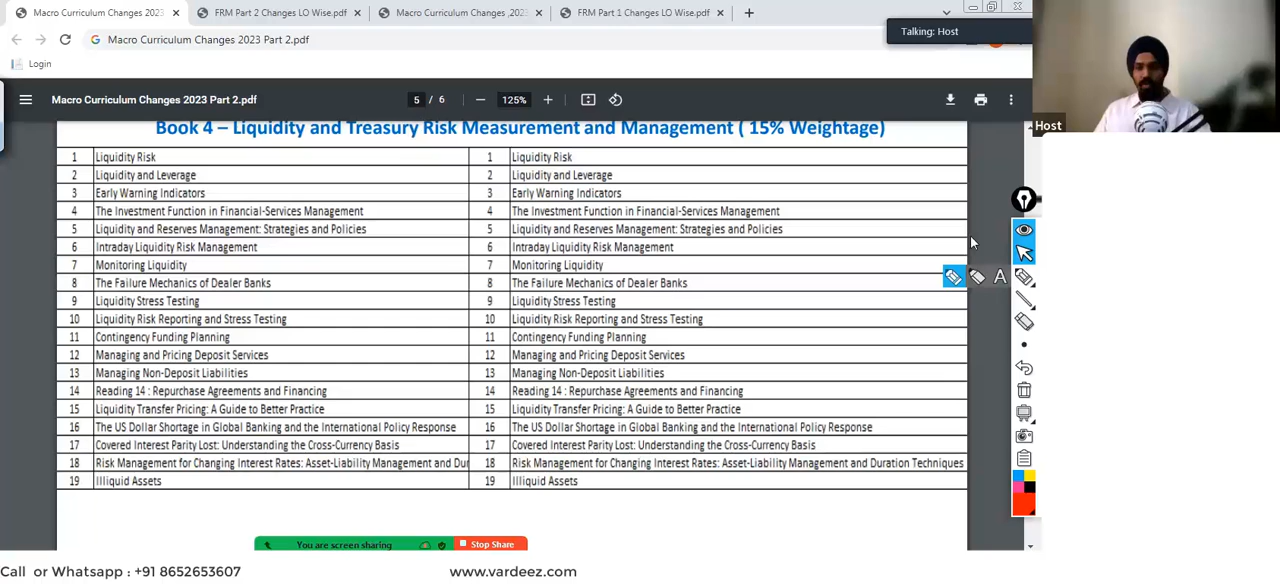 Macro Curriculum Changes 2023
FRM Part 2 Changes LO Wise.pdf
Macro Curriculum Changes ,2023
FRM Part 1 Changes LO Wise.pdf
Macro Curriculum Changes 2023 Part 2.pdf
Talking: Host
Login
Macro Curriculum Changes 2023 Part 2.pdf
5 / 6
125%
Host
Book 4 – Liquidity and Treasury Risk Measurement and Management ( 15% Weightage)
1 Liquidity Risk 1 Liquidity Risk
2 Liquidity and Leverage 2 Liquidity and Leverage
3 Early Warning Indicators 3 Early Warning Indicators
4 The Investment Function in Financial-Services Management 4 The Investment Function in Financial-Services Management
5 Liquidity and Reserves Management: Strategies and Policies 5 Liquidity and Reserves Management: Strategies and Policies
6 Intraday Liquidity Risk Management 6 Intraday Liquidity Risk Management
7 Monitoring Liquidity 7 Monitoring Liquidity
8 The Failure Mechanics of Dealer Banks 8 The Failure Mechanics of Dealer Banks
9 Liquidity Stress Testing 9 Liquidity Stress Testing
10 Liquidity Risk Reporting and Stress Testing 10 Liquidity Risk Reporting and Stress Testing
11 Contingency Funding Planning 11 Contingency Funding Planning
12 Managing and Pricing Deposit Services 12 Managing and Pricing Deposit Services
13 Managing Non-Deposit Liabilities 13 Managing Non-Deposit Liabilities
14 Reading 14 : Repurchase Agreements and Financing 14 Reading 14 : Repurchase Agreements and Financing
15 Liquidity Transfer Pricing: A Guide to Better Practice 15 Liquidity Transfer Pricing: A Guide to Better Practice
16 The US Dollar Shortage in Global Banking and the International Policy Response 16 The US Dollar Shortage in Global Banking and the International Policy Response
17 Covered Interest Parity Lost: Understanding the Cross-Currency Basis 17 Covered Interest Parity Lost: Understanding the Cross-Currency Basis
18 Risk Management for Changing Interest Rates: Asset-Liability Management and Dur 18 Risk Management for Changing Interest Rates: Asset-Liability Management and Duration Techniques
19 Illiquid Assets 19 Illiquid Assets
A
You are screen sharing
Stop Share
Call or Whatsapp : +91 8652653607
www.vardeez.com